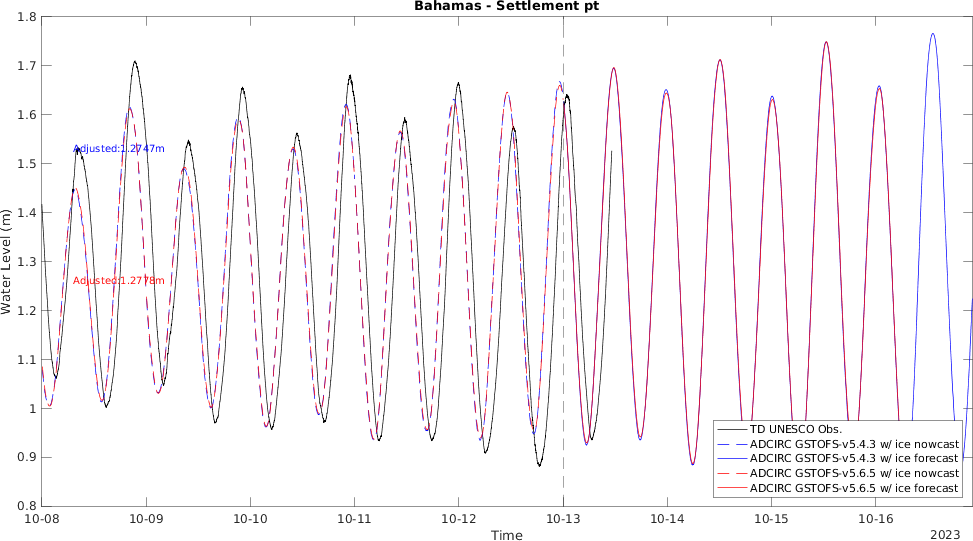 Bahamas - Settlement pt
1.8
1.7
1.6
1.5
1.4
1.3
1.2
1.1
1
0.9
0.8
Water Level (m)
Adjusted:1.2747m
Adjusted:1.2778m
TD UNESCO Obs.
ADCIRC GSTOFS-v5.4.3 w/ ice nowcast
ADCIRC GSTOFS-v5.4.3 w/ ice forecast
ADCIRC GSTOFS-v5.6.5 w/ ice nowcast
ADCIRC GSTOFS-v5.6.5 w/ ice forecast
10-08 10-09 10-10 10-11 10-12 10-13 10-14 10-15 10-16
Time
2023